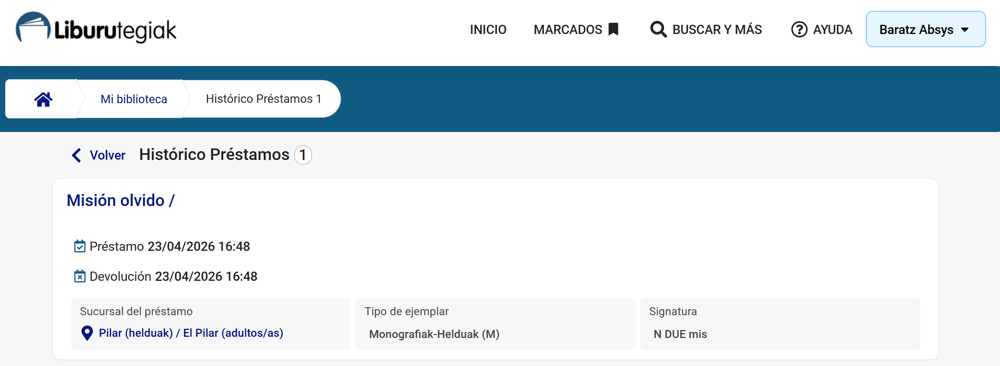 Liburutegiak
INICIO MARCADOS BUSCAR Y MÁS AYUDA Baratz Absys
Mi biblioteca Histórico Préstamos 1
Volver Histórico Préstamos 1
Misión olvido /
Préstamo 23/04/2026 16:48
Devolución 23/04/2026 16:48
Sucursal del préstamo
Pilar (helduak) / El Pilar (adultos/as)
Tipo de ejemplar
Monografiak-Helduak (M)
Signatura
N DUE mis